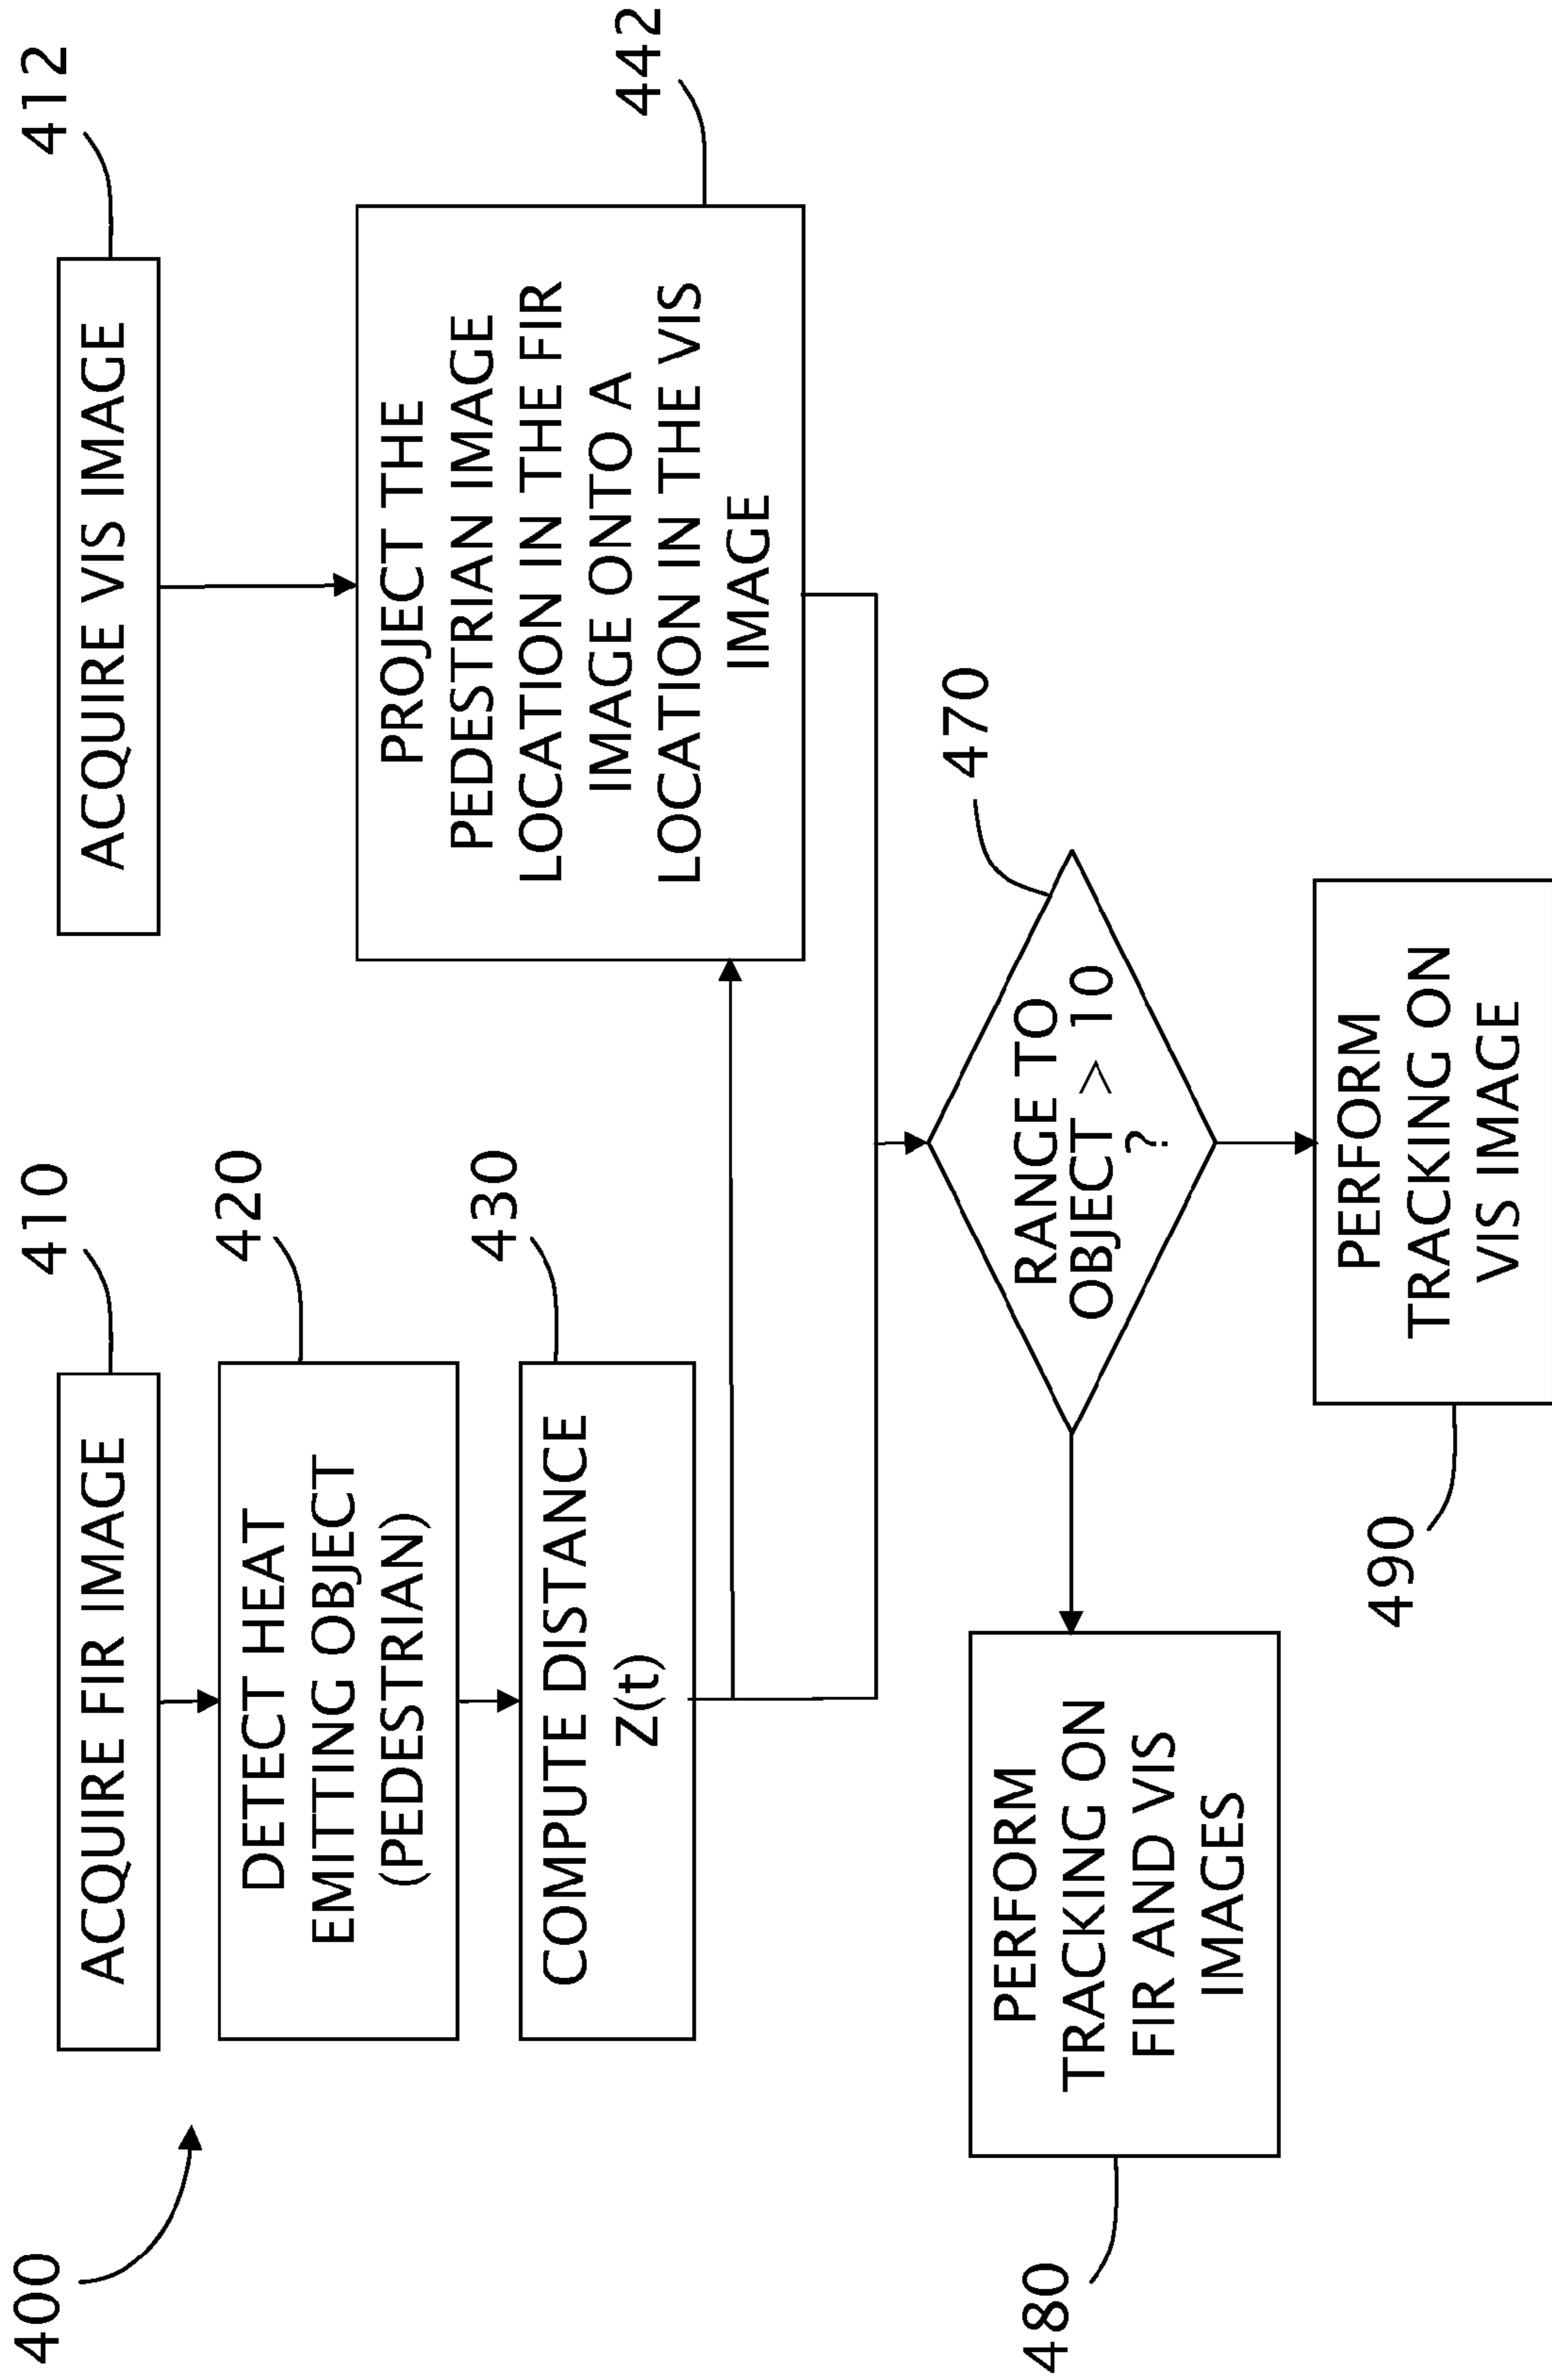 400
410
ACQUIRE FIR IMAGE
412
ACQUIRE VIS IMAGE
420
DETECT HEAT
EMITTING OBJECT
(PEDESTRIAN)
430
COMPUTE DISTANCE
Z(t)
442
PROJECT THE
PEDESTRIAN IMAGE
LOCATION IN THE FIR
IMAGE ONTO A
LOCATION IN THE VIS
IMAGE
470
RANGE TO
OBJECT > 10
?
480
PERFORM
TRACKING ON
FIR AND VIS
IMAGES
490
PERFORM
TRACKING ON
VIS IMAGE